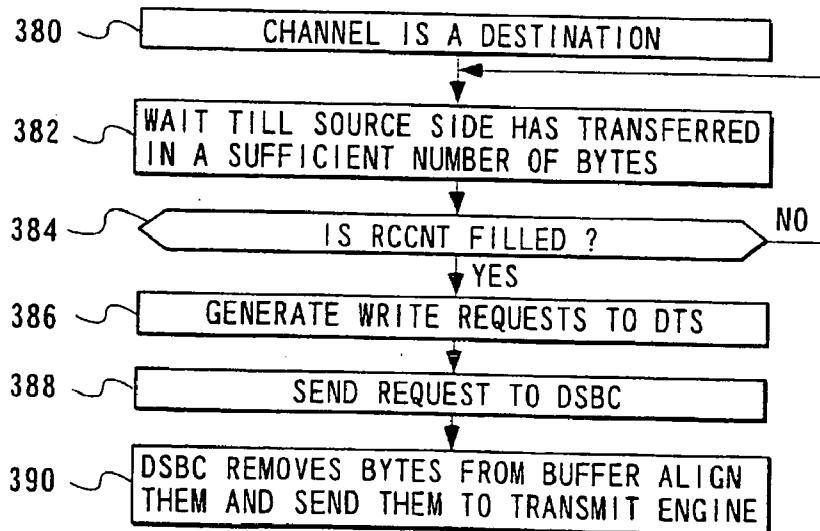 380 CHANNEL IS A DESTINATION
382 WAIT TILL SOURCE SIDE HAS TRANSFERRED
IN A SUFFICIENT NUMBER OF BYTES
384 IS RCCNT FILLED ? NO
YES
386 GENERATE WRITE REQUESTS TO DTS
388 SEND REQUEST TO DSBC
390 DSBC REMOVES BYTES FROM BUFFER ALIGN
THEM AND SEND THEM TO TRANSMIT ENGINE